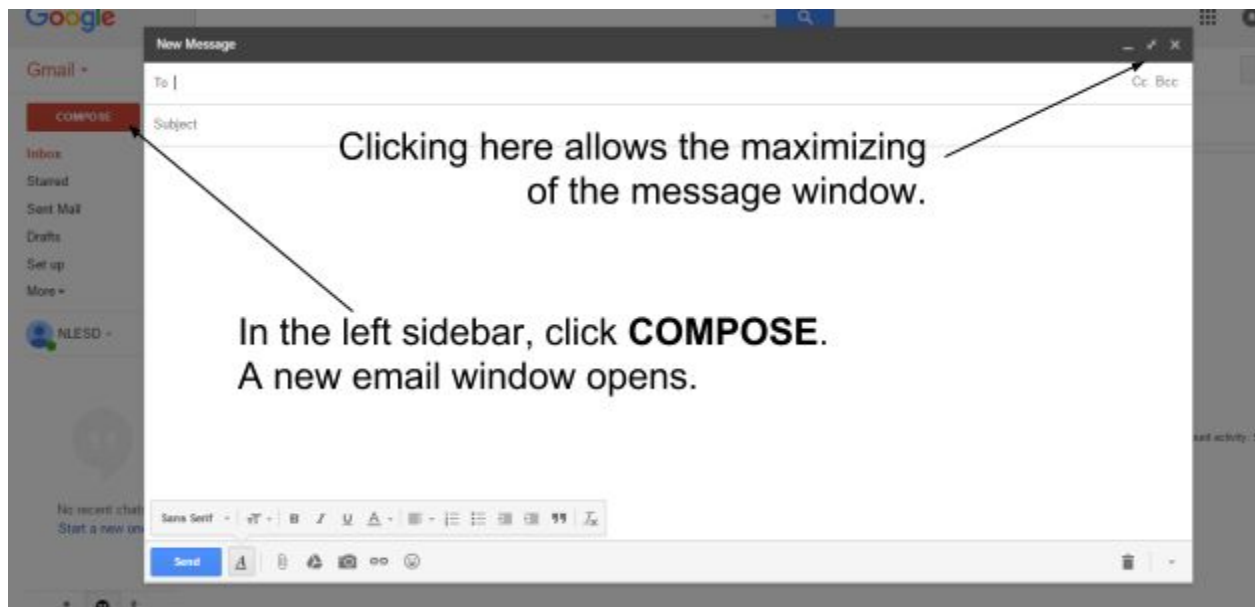 Google
New Message
Gmail
To
Cc Bcc
COMPOSE
Subject
Clicking here allows the maximizing
of the message window.
Inbox
Starred
Sent Mail
Drafts
Set up
More
NLESD
In the left sidebar, click COMPOSE.
A new email window opens.
activity:
No recent chats
Start a new one
Sans Serif
B I U A
Send A